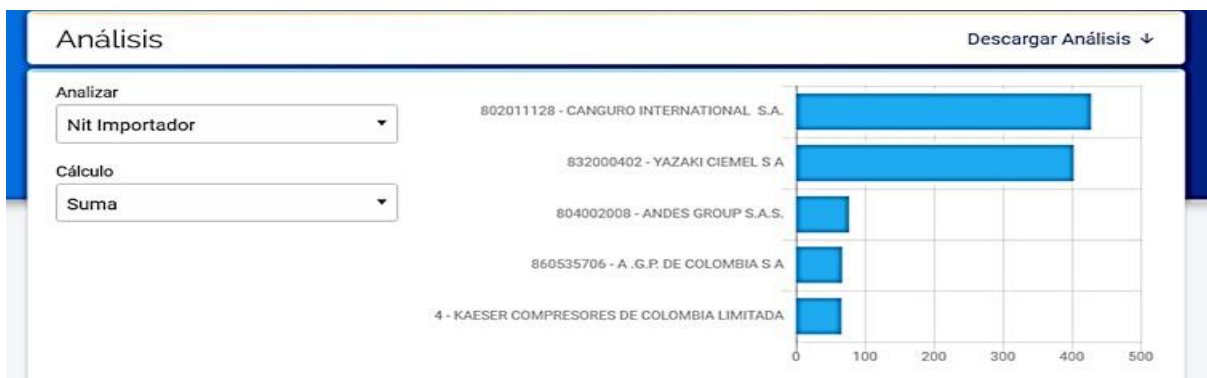 Análisis
Descargar Análisis ↓
Analizar
Nit Importador
Cálculo
Suma
802011128 - CANGURO INTERNATIONAL S.A.
832000402 - YAZAKI CIEMEL S A
804002008 - ANDES GROUP S.A.S.
860535706 - A .G.P. DE COLOMBIA S A
4 - KAESER COMPRESORES DE COLOMBIA LIMITADA
0 100 200 300 400 500